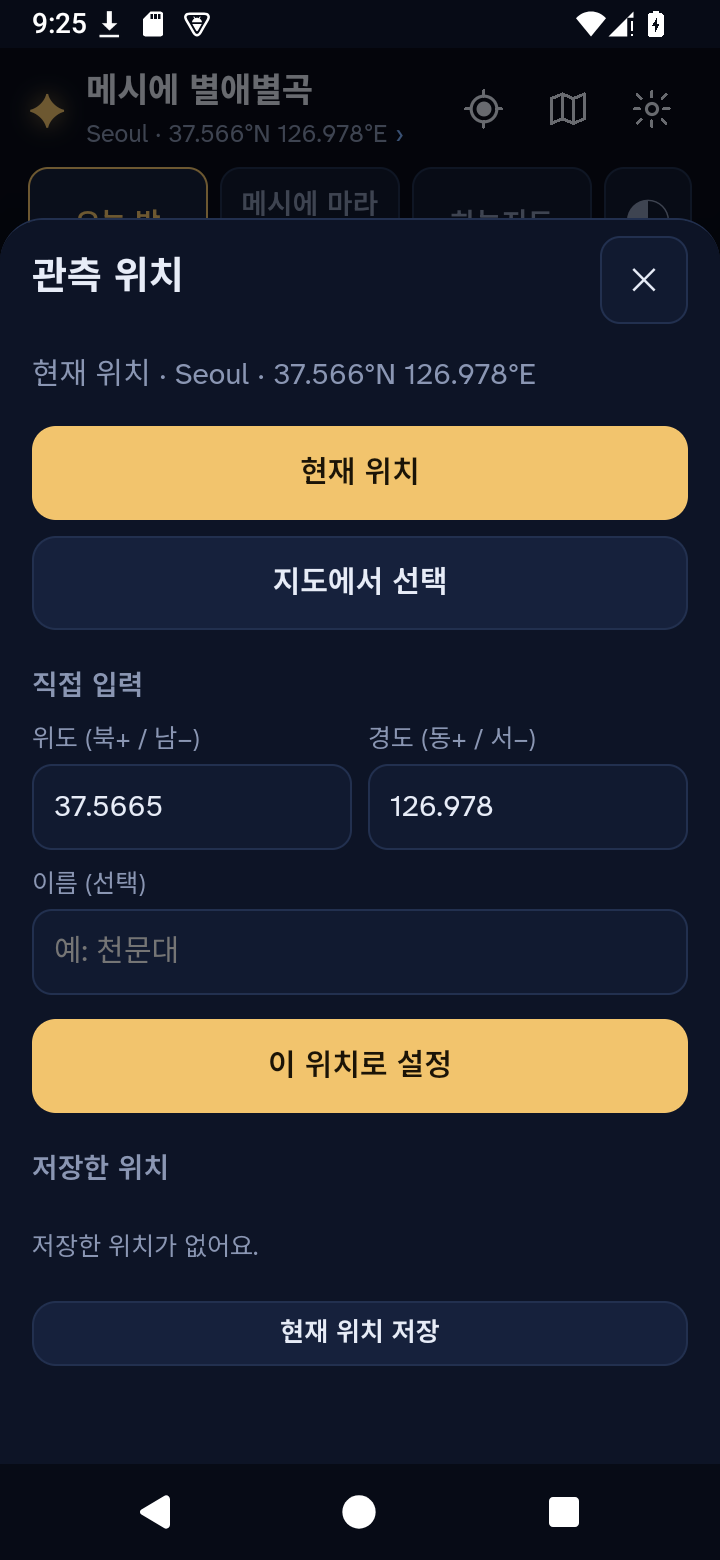 9:25
메시에 별애별곡
Seoul · 37.566°N 126.978°E ›
메시에 마라
관측 위치
현재 위치 · Seoul · 37.566°N 126.978°E
현재 위치
지도에서 선택
직접 입력
위도 (북+ / 남−)
경도 (동+ / 서−)
37.5665
126.978
이름 (선택)
예: 천문대
이 위치로 설정
저장한 위치
저장한 위치가 없어요.
현재 위치 저장